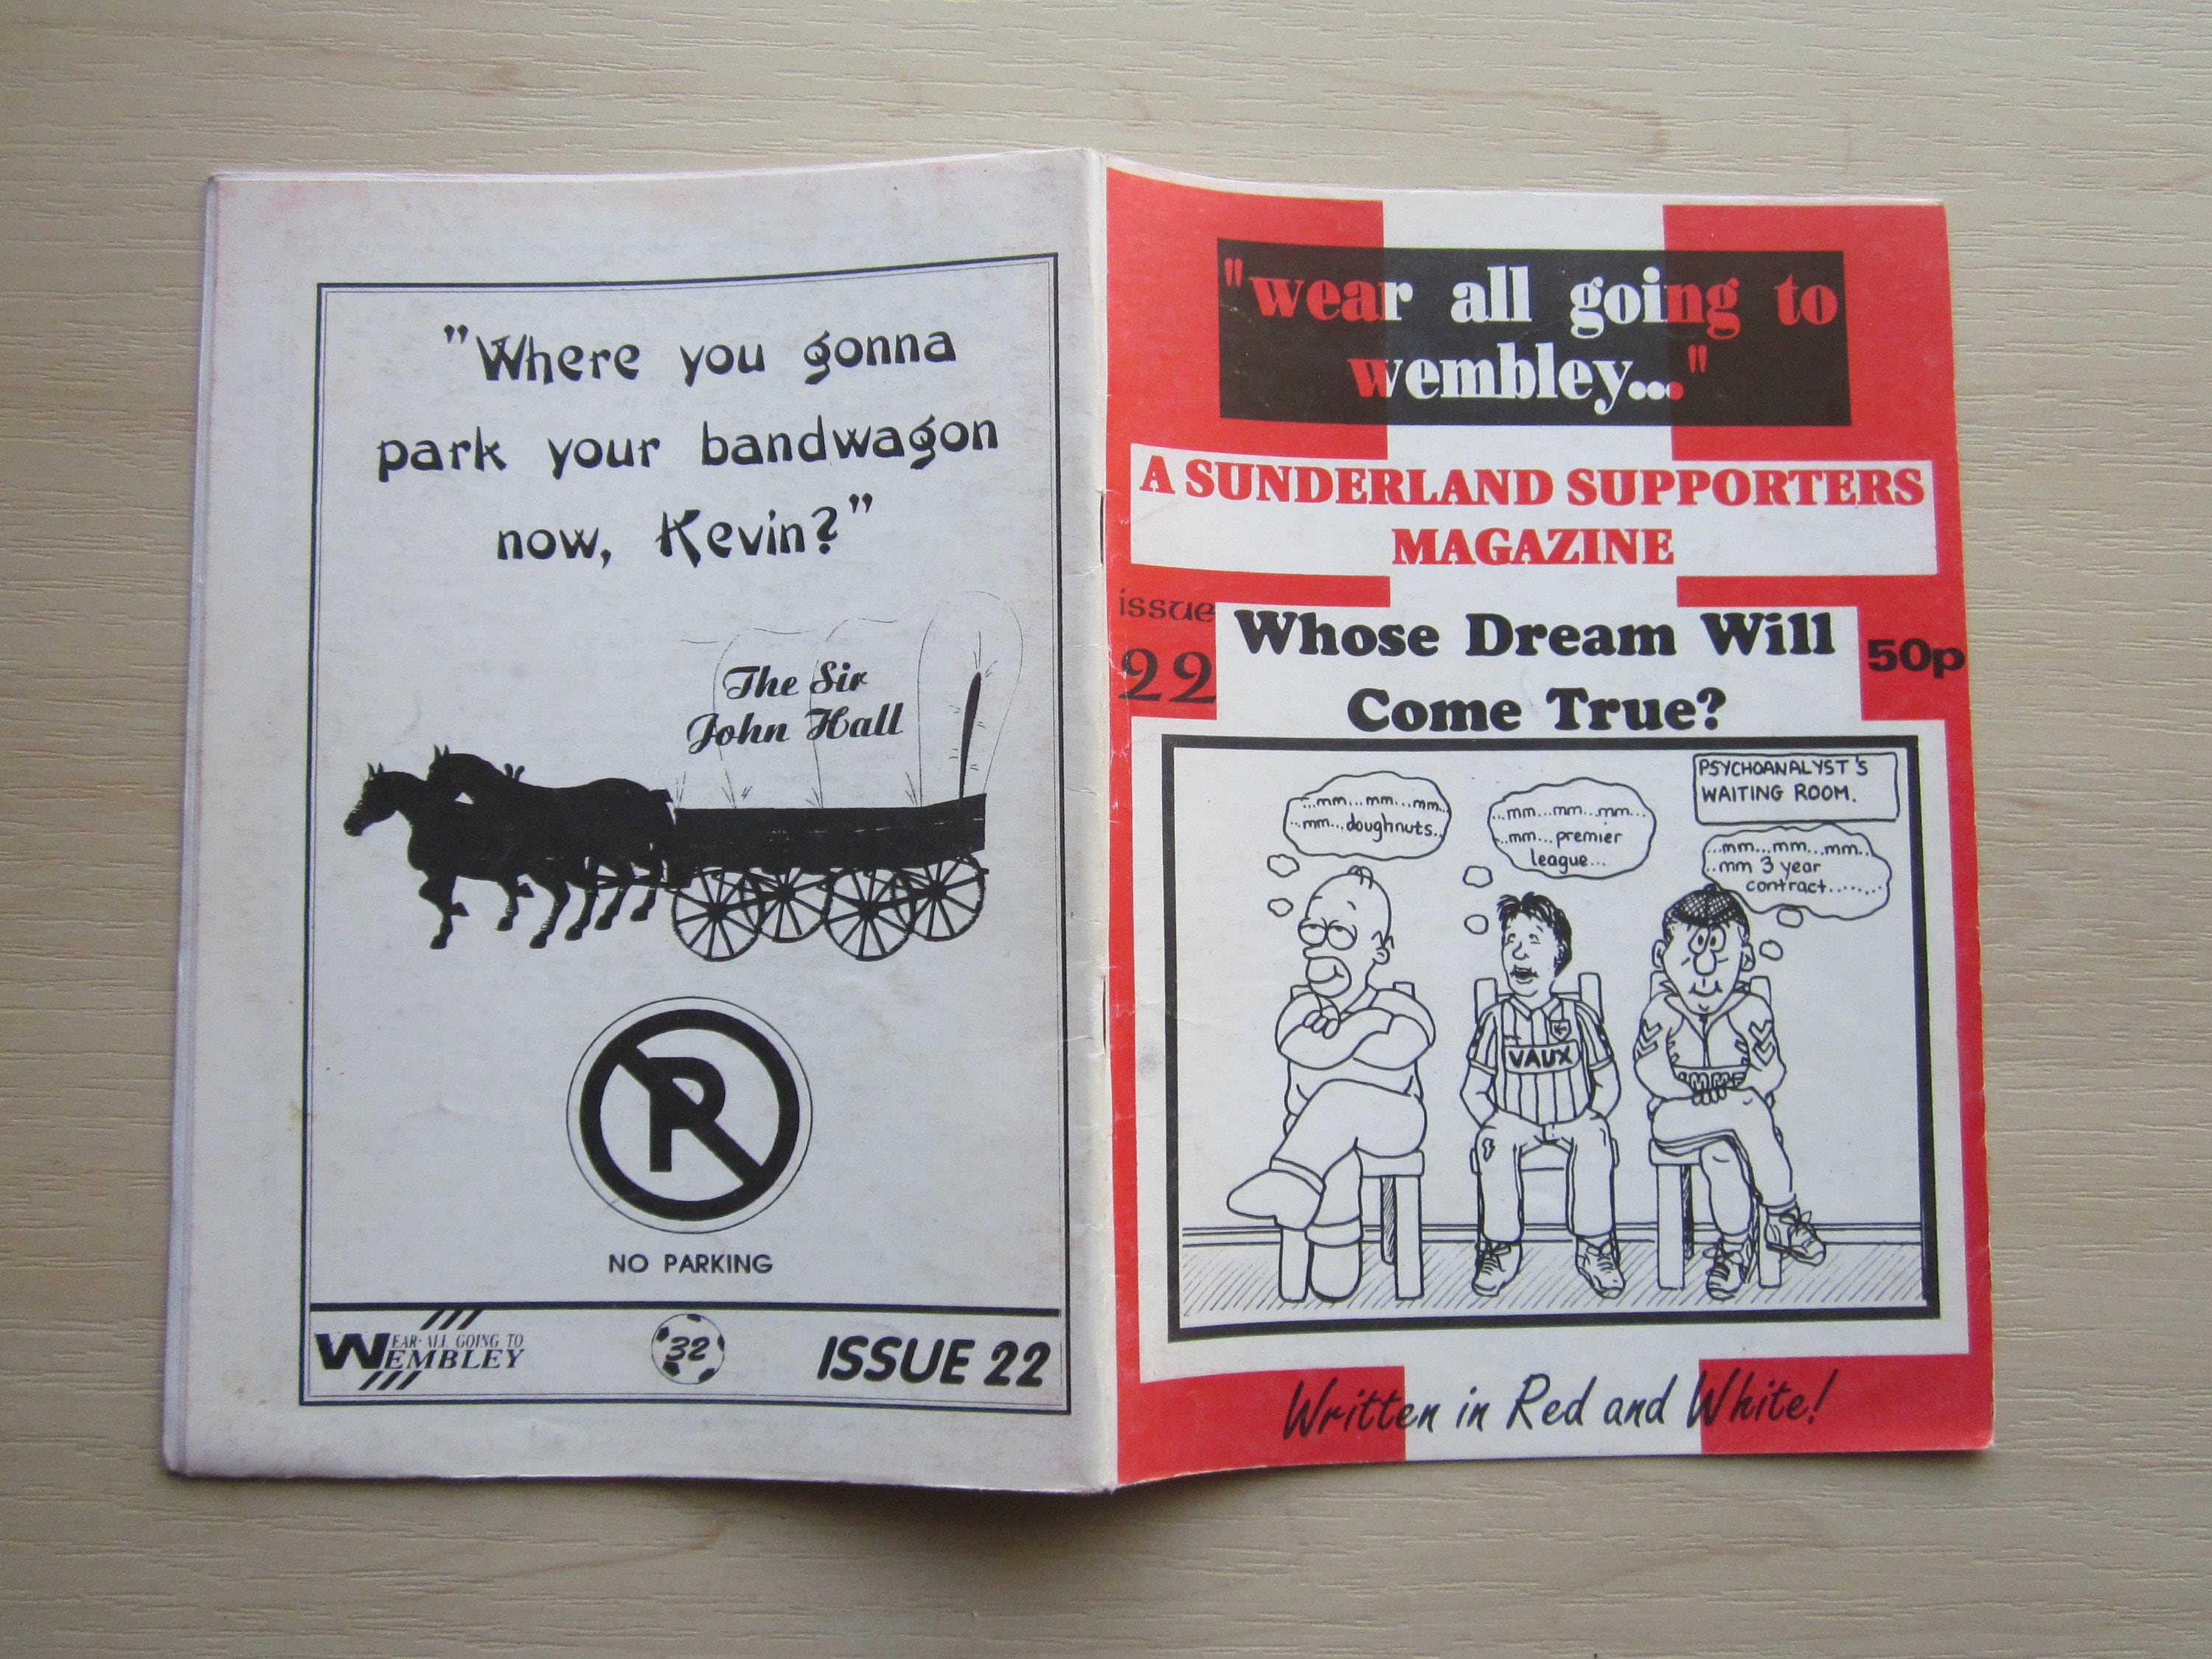 "Where you gonna
park your bandwagon
now, Kevin?"
The Sir
John Hall
P
NO PARKING
WEAR-ALL GOING TO
WEMBLEY
32
ISSUE 22
"wear all going to
wembley..."
A SUNDERLAND SUPPORTERS
MAGAZINE
issue
22
Whose Dream Will
Come True?
50p
PSYCHOANALYST'S
WAITING ROOM.
...mm...mm...mm..
..mm...doughnuts..
...mm...mm...mm...
..mm...premier
league...
...mm...mm...mm..
..mm 3 year
contract.......
VAUX
Written in Red and White!